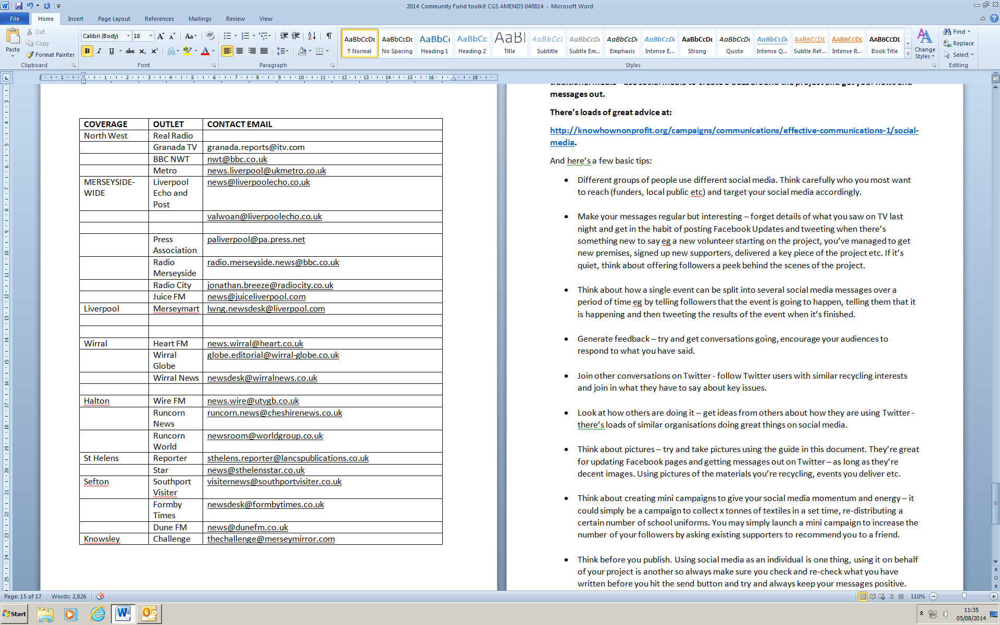 2014 Community Fund toolkit CGS AMENDS 040814 - Microsoft Word
File Home Insert Page Layout References Mailings Review View
Paste
Cut
Copy
Format Painter
Clipboard
Calibri (Body) 18
Font
Paragraph
AaBbCcDc AaBbCcDc AaBbCc AaBbCc AaBl AaBbCcL AaBbCcDc AaBbCcDc AaBbCcDc AaBbCcDc AaBbCcDc AaBbCcDc AABBCCDE AABBCCDE AABBCCDE
¶ Normal No Spacing Heading 1 Heading 2 Title Subtitle Subtle Em... Emphasis Intense E... Strong Quote Intense Q... Subtle Ref... Intense R... Book Title
Change Styles
Styles
Find
Replace
Select
Editing
COVERAGE OUTLET CONTACT EMAIL
North West Real Radio
Granada TV granada.reports@itv.com
BBC NWT nwt@bbc.co.uk
Metro news.liverpool@ukmetro.co.uk
MERSEYSIDE- Liverpool news@liverpoolecho.co.uk
WIDE Echo and
Post
valwoan@liverpoolecho.co.uk
Press paliverpool@pa.press.net
Association
Radio radio.merseyside.news@bbc.co.uk
Merseyside
Radio City jonathan.breeze@radiocity.co.uk
Juice FM news@juiceliverpool.com
Liverpool Merseymart lwng.newsdesk@liverpool.com
Wirral Heart FM news.wirral@heart.co.uk
Wirral globe.editorial@wirral-globe.co.uk
Globe
Wirral News newsdesk@wirralnews.co.uk
Halton Wire FM news.wire@utvgb.co.uk
Runcorn runcorn.news@cheshirenews.co.uk
News
Runcorn newsroom@worldgroup.co.uk
World
St Helens Reporter sthelens.reporter@lancspublications.co.uk
Star news@sthelensstar.co.uk
Sefton Southport visiternews@southportvisiter.co.uk
Visiter
Formby newsdesk@formbytimes.co.uk
Times
Dune FM news@dunefm.co.uk
Knowsley Challenge thechallenge@merseymirror.com
messages out.
There's loads of great advice at:
http://knowhownonprofit.org/campaigns/communications/effective-communications-1/social-
media.
And here's a few basic tips:
• Different groups of people use different social media. Think carefully who you most want
to reach (funders, local public etc) and target your social media accordingly.
• Make your messages regular but interesting – forget details of what you saw on TV last
night and get in the habit of posting Facebook Updates and tweeting when there's
something new to say eg a new volunteer starting on the project, you've managed to get
new premises, signed up new supporters, delivered a key piece of the project etc. If it's
quiet, think about offering followers a peek behind the scenes of the project.
• Think about how a single event can be split into several social media messages over a
period of time eg by telling followers that the event is going to happen, telling them that it
is happening and then tweeting the results of the event when it's finished.
• Generate feedback – try and get conversations going, encourage your audiences to
respond to what you have said.
• Join other conversations on Twitter - follow Twitter users with similar recycling interests
and join in what they have to say about key issues.
• Look at how others are doing it – get ideas from others about how they are using Twitter -
there's loads of similar organisations doing great things on social media.
• Think about pictures – try and take pictures using the guide in this document. They're great
for updating Facebook pages and getting messages out on Twitter – as long as they're
decent images. Using pictures of the materials you're recycling, events you deliver etc.
• Think about creating mini campaigns to give your social media momentum and energy – it
could simply be a campaign to collect x tonnes of textiles in a set time, re-distributing a
certain number of school uniforms. You may simply launch a mini campaign to increase the
number of your followers by asking existing supporters to recommend you to a friend.
• Think before you publish. Using social media as an individual is one thing, using it on behalf
of your project is another so always make sure you check and re-check what you have
written before you hit the send button and try and always keep your messages positive.
Page: 15 of 17 Words: 2,826 110%
Start
11:35
05/08/2014